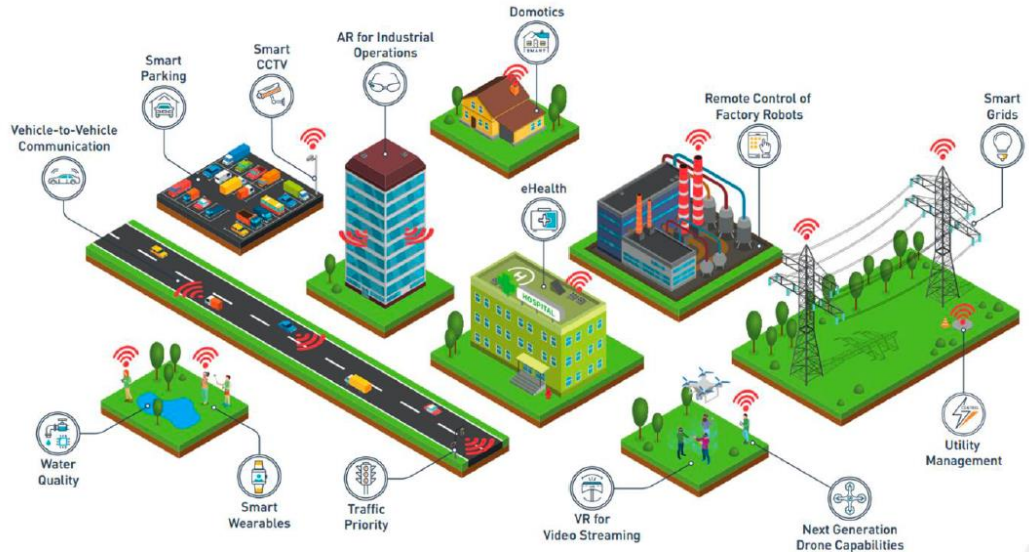 Domotics
SMART
AR for Industrial
Operations
Smart
CCTV
Smart
Parking
Vehicle-to-Vehicle
Communication
Remote Control of
Factory Robots
Smart
Grids
eHealth
H
HOSPITAL
Water
Quality
Smart
Wearables
Traffic
Priority
VR for
Video Streaming
Next Generation
Drone Capabilities
Utility
Management